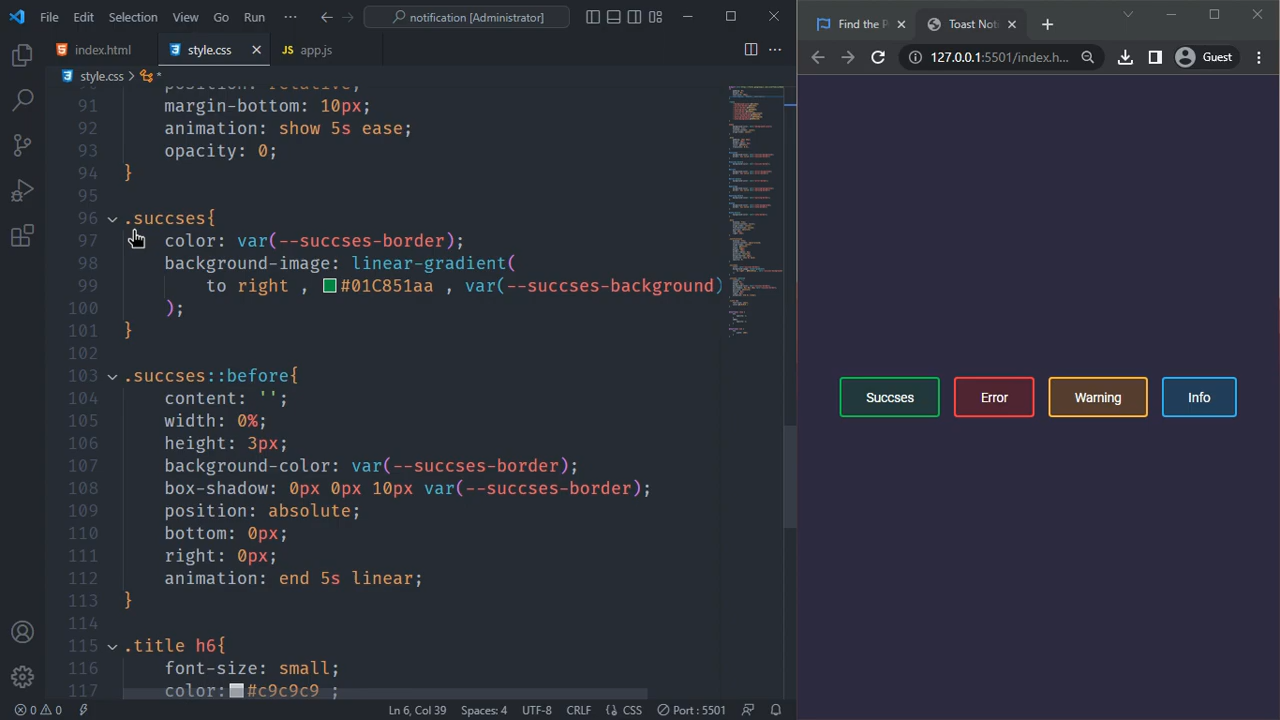 File Edit Selection View Go Run ··· notification [Administrator]
index.html style.css app.js
style.css > *
90 position: relative;
91 margin-bottom: 10px;
92 animation: show 5s ease;
93 opacity: 0;
94 }
95
96 .succses{
97 color: var(--succses-border);
98 background-image: linear-gradient(
99 to right , #01C851aa , var(--succses-background)
100 );
101 }
102
103 .succses::before{
104 content: '';
105 width: 0%;
106 height: 3px;
107 background-color: var(--succses-border);
108 box-shadow: 0px 0px 10px var(--succses-border);
109 position: absolute;
110 bottom: 0px;
111 right: 0px;
112 animation: end 5s linear;
113 }
114
115 .title h6{
116 font-size: small;
117 color: #c9c9c9 ;
0 0 Ln 6, Col 39 Spaces: 4 UTF-8 CRLF {} CSS Port : 5501
Find the P Toast Not
127.0.0.1:5501/index.h... Guest
Succses Error Warning Info